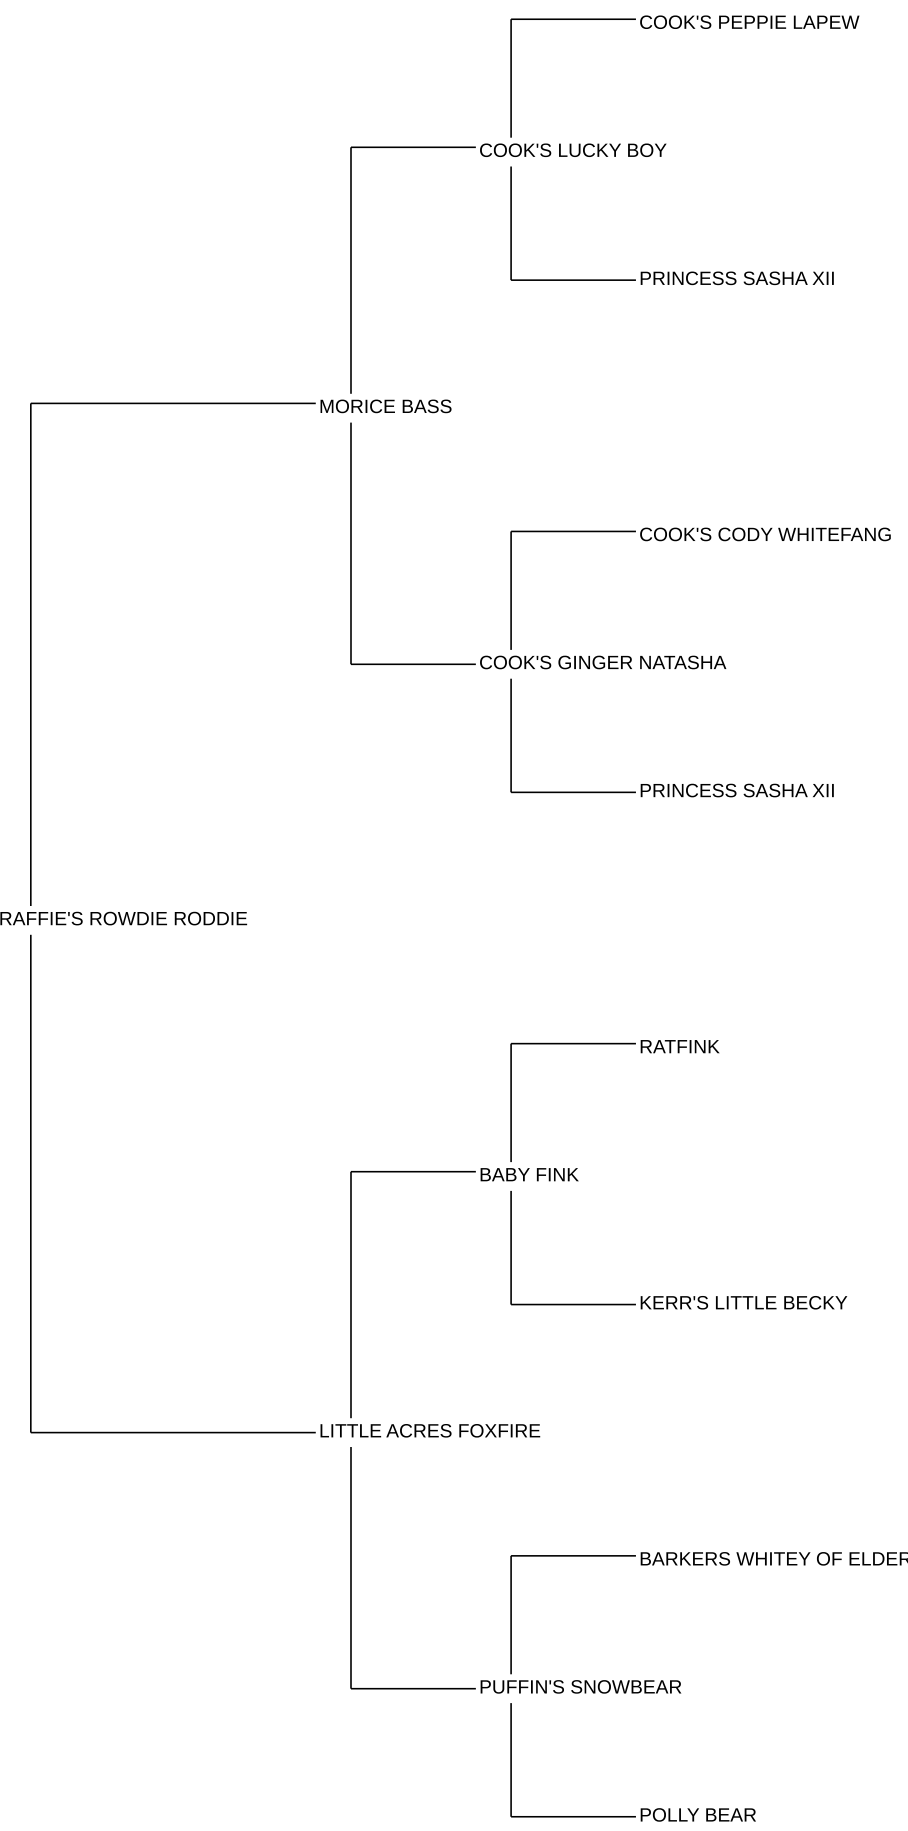 COOK'S PEPPIE LAPEW
COOK'S LUCKY BOY
PRINCESS SASHA XII
MORICE BASS
COOK'S CODY WHITEFANG
COOK'S GINGER NATASHA
PRINCESS SASHA XII
RAFFIE'S ROWDIE RODDIE
RATFINK
BABY FINK
KERR'S LITTLE BECKY
LITTLE ACRES FOXFIRE
BARKERS WHITEY OF ELDER
PUFFIN'S SNOWBEAR
POLLY BEAR